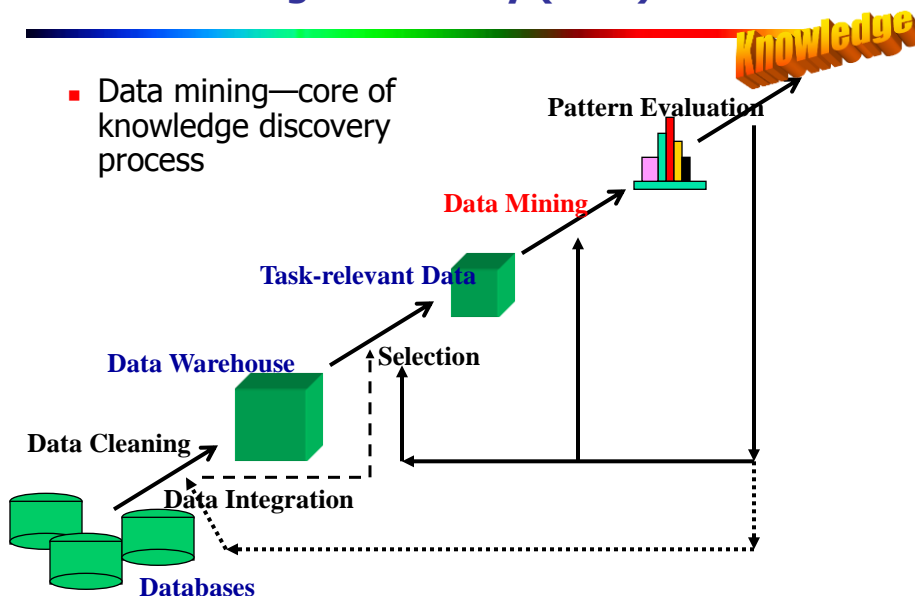 Data mining—core of
knowledge discovery
process
Knowledge
Pattern Evaluation
Data Mining
Task-relevant Data
Selection
Data Warehouse
Data Cleaning
Data Integration
Databases